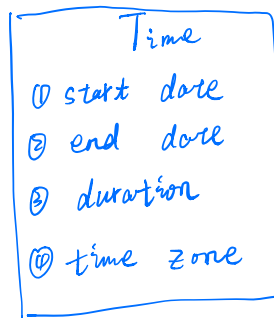 Time
① start date
② end date
③ duration
④ time zone